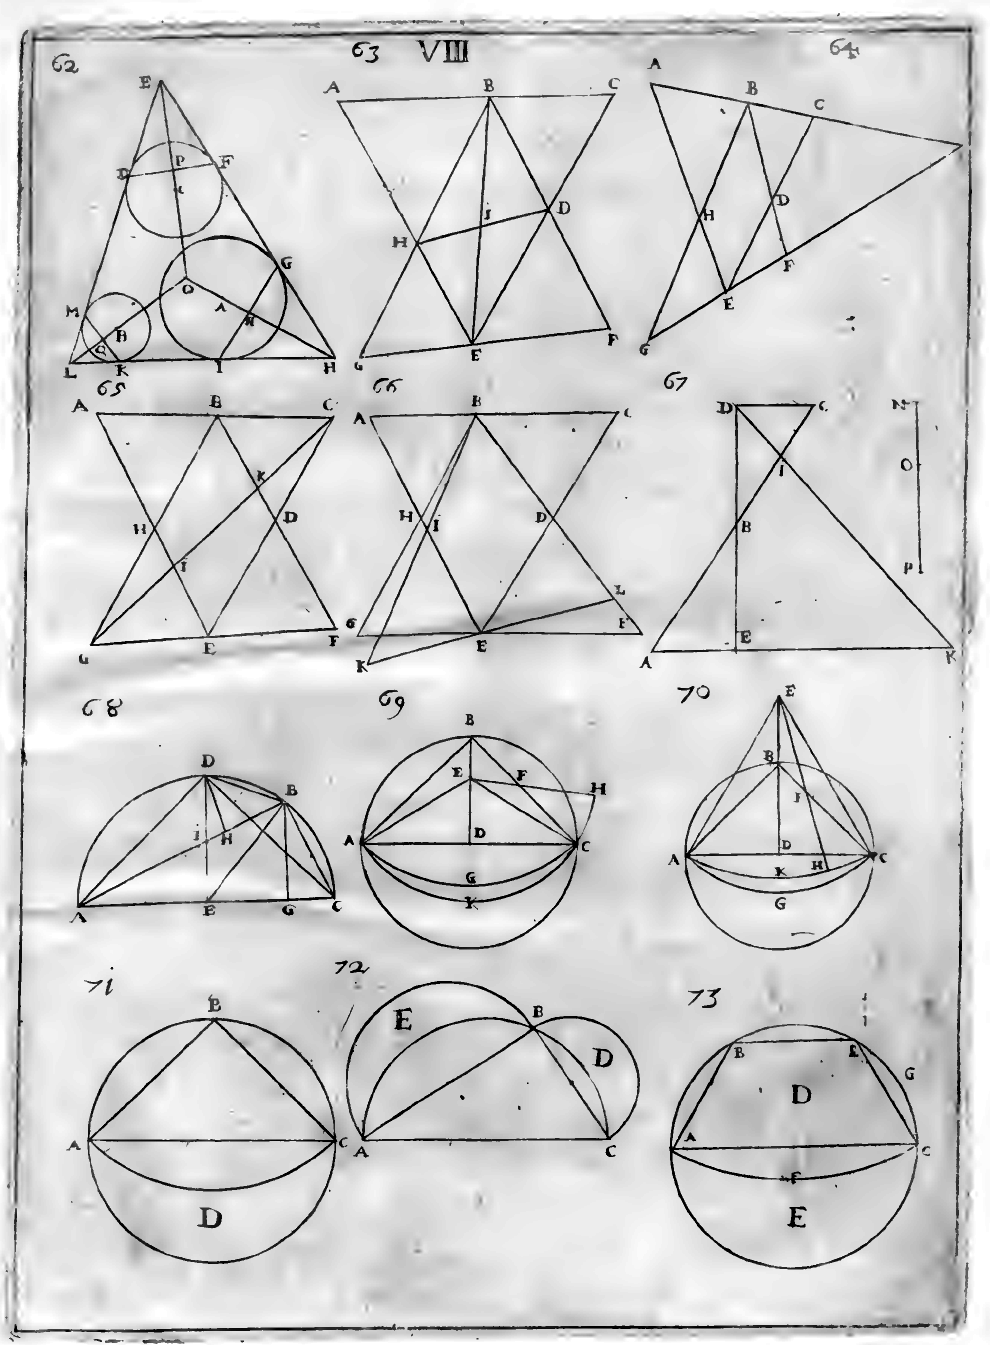 62 63 VIII 64
E A B C A B C
D P F H I D H D F
O G M A N B Q
L K I H G E F G E
65 66 67
A B C A B C D C N
K I O
H D H I D B
I L P
G E F G K E F A E K
68 69 70
D B B E
I H E F H B F
A D C A D C
A E G C G K K H G
71 72 73
B E B D B E G
A C A C D A C
F
D E